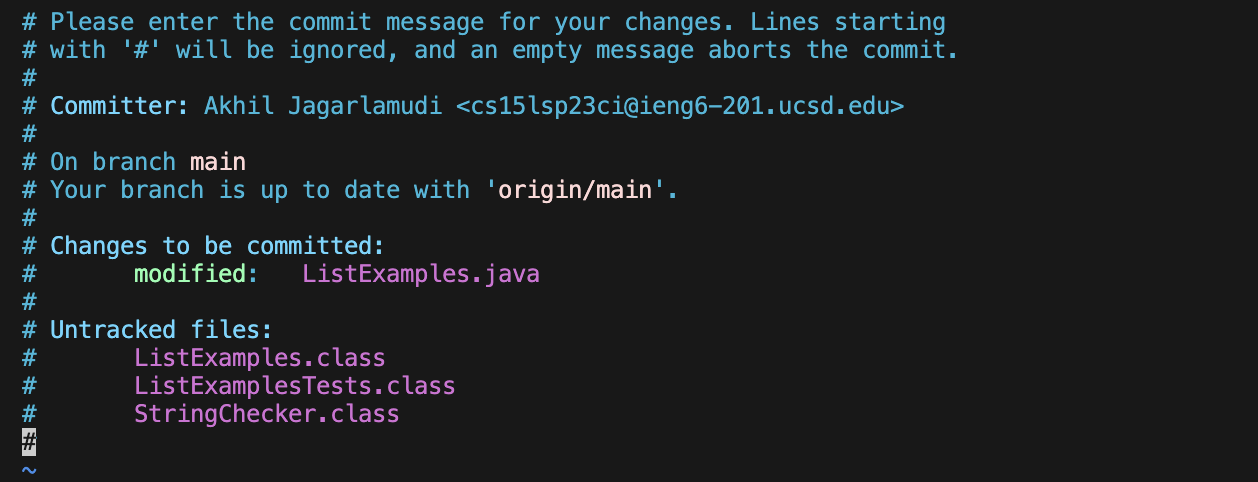 # Please enter the commit message for your changes. Lines starting
# with '#' will be ignored, and an empty message aborts the commit.
#
# Committer: Akhil Jagarlamudi <cs15lsp23ci@ieng6-201.ucsd.edu>
#
# On branch main
# Your branch is up to date with 'origin/main'.
#
# Changes to be committed:
#       modified:   ListExamples.java
#
# Untracked files:
#       ListExamples.class
#       ListExamplesTests.class
#       StringChecker.class
#
~